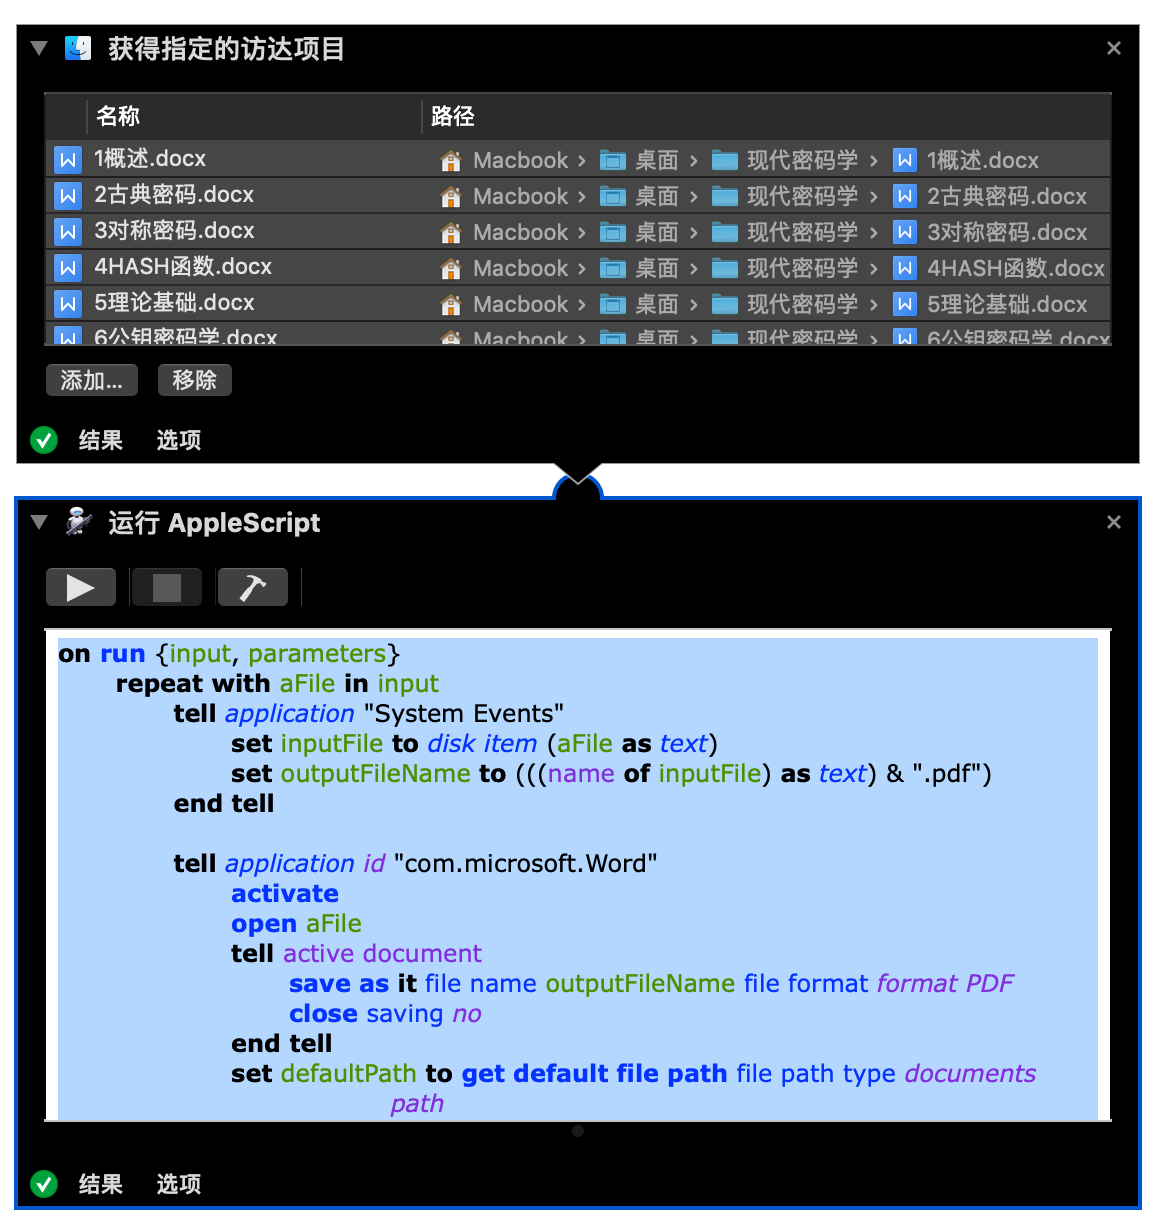 获得指定的访达项目
名称 路径
1概述.docx Macbook › 桌面 › 现代密码学 › 1概述.docx
2古典密码.docx Macbook › 桌面 › 现代密码学 › 2古典密码.docx
3对称密码.docx Macbook › 桌面 › 现代密码学 › 3对称密码.docx
4HASH函数.docx Macbook › 桌面 › 现代密码学 › 4HASH函数.docx
5理论基础.docx Macbook › 桌面 › 现代密码学 › 5理论基础.docx
6公钥密码学.docx Macbook › 桌面 › 现代密码学 › 6公钥密码学.docx
添加... 移除
结果 选项
运行 AppleScript
on run {input, parameters}
repeat with aFile in input
tell application "System Events"
set inputFile to disk item (aFile as text)
set outputFileName to (((name of inputFile) as text) & ".pdf")
end tell
tell application id "com.microsoft.Word"
activate
open aFile
tell active document
save as it file name outputFileName file format format PDF
close saving no
end tell
set defaultPath to get default file path file path type documents
path
结果 选项